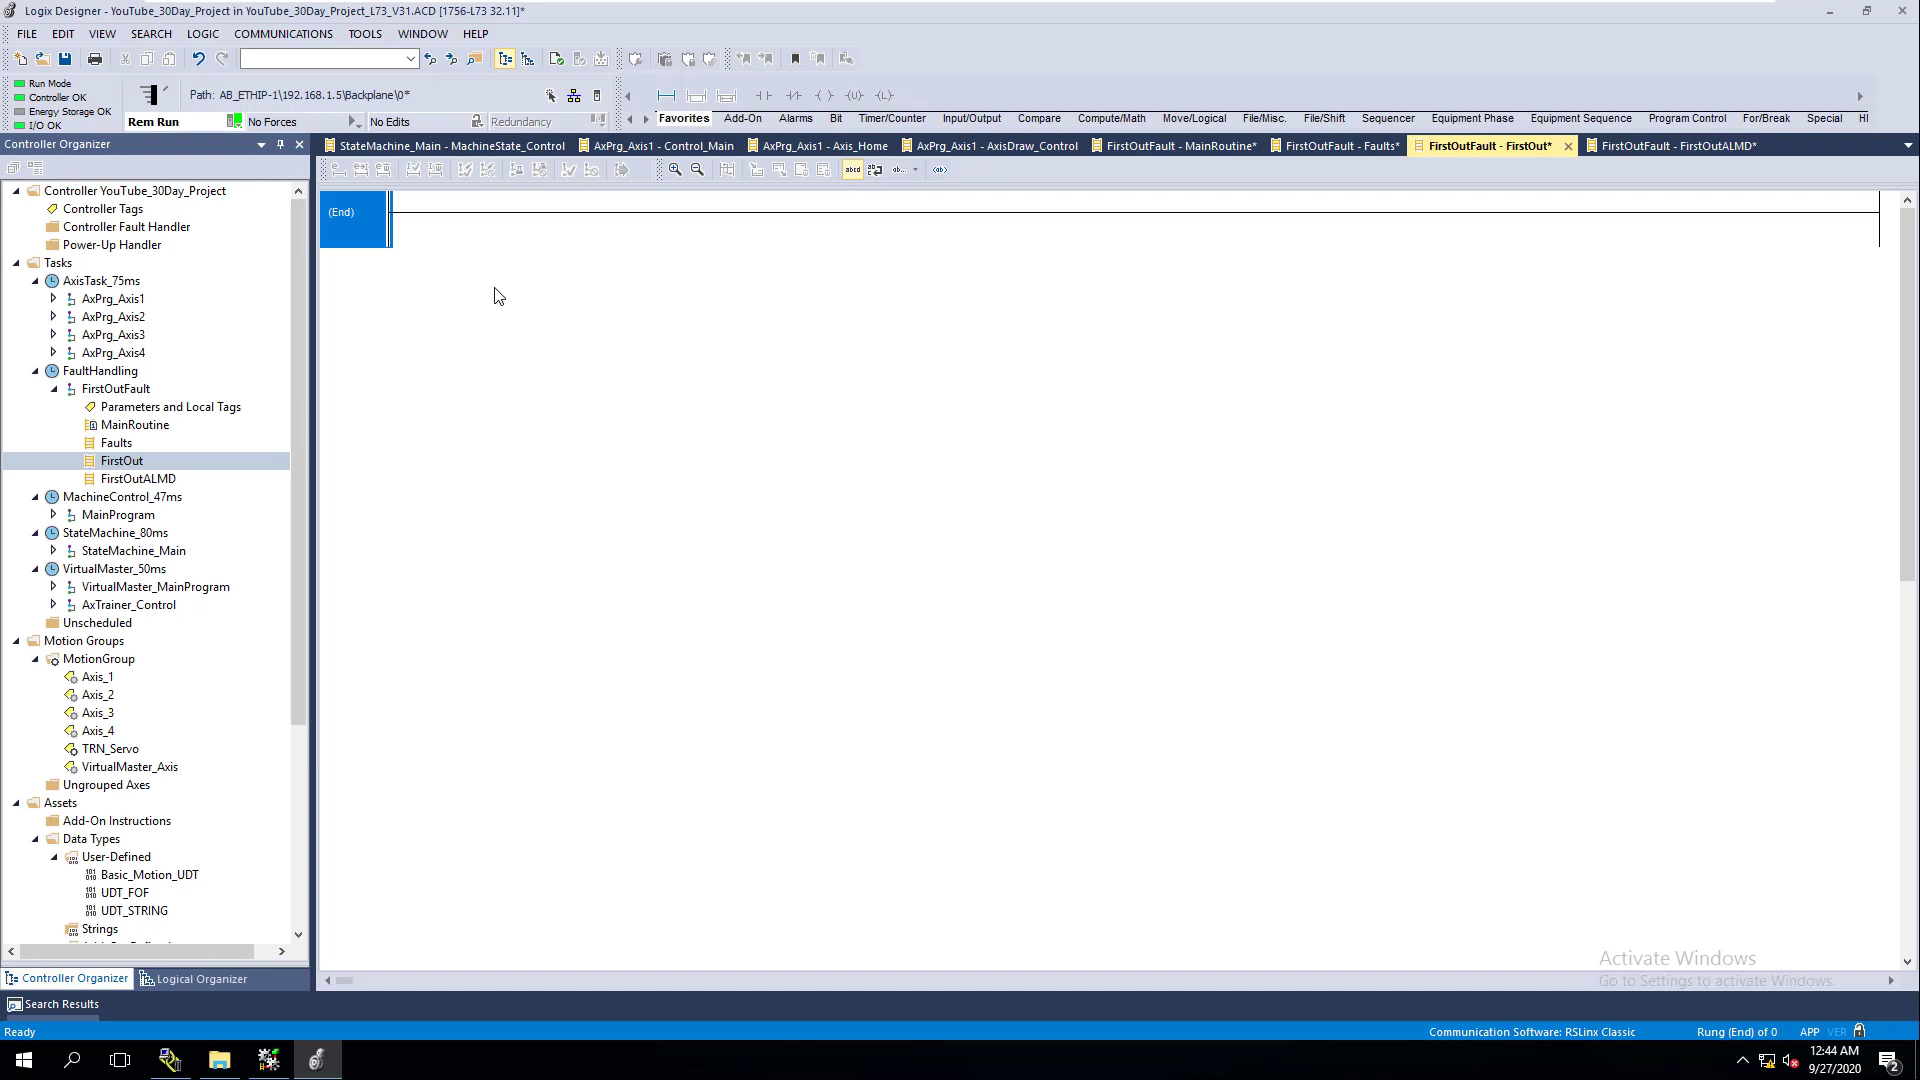 Logix Designer - YouTube_30Day_Project in YouTube_30Day_Project_L73_V31.ACD [1756-L73 32.11]*
FILE EDIT VIEW SEARCH LOGIC COMMUNICATIONS TOOLS WINDOW HELP
Run Mode
Controller OK
Energy Storage OK
I/O OK
Path: AB_ETHIP-1\192.168.1.5\Backplane\0*
Rem Run No Forces No Edits Redundancy
Favorites Add-On Alarms Bit Timer/Counter Input/Output Compare Compute/Math Move/Logical File/Misc. File/Shift Sequencer Equipment Phase Equipment Sequence Program Control For/Break Special
Controller Organizer
StateMachine_Main - MachineState_Control AxPrg_Axis1 - Control_Main AxPrg_Axis1 - Axis_Home AxPrg_Axis1 - AxisDraw_Control FirstOutFault - MainRoutine* FirstOutFault - Faults* FirstOutFault - FirstOut* FirstOutFault - FirstOutALMD*
Controller YouTube_30Day_Project
Controller Tags
Controller Fault Handler
Power-Up Handler
Tasks
AxisTask_75ms
AxPrg_Axis1
AxPrg_Axis2
AxPrg_Axis3
AxPrg_Axis4
FaultHandling
FirstOutFault
Parameters and Local Tags
MainRoutine
Faults
FirstOut
FirstOutALMD
MachineControl_47ms
MainProgram
StateMachine_80ms
StateMachine_Main
VirtualMaster_50ms
VirtualMaster_MainProgram
AxTrainer_Control
Unscheduled
Motion Groups
MotionGroup
Axis_1
Axis_2
Axis_3
Axis_4
TRN_Servo
VirtualMaster_Axis
Ungrouped Axes
Assets
Add-On Instructions
Data Types
User-Defined
Basic_Motion_UDT
UDT_FOF
UDT_STRING
Strings
(End)
Controller Organizer Logical Organizer
Search Results
Activate Windows
Go to Settings to activate Windows.
Ready
Communication Software: RSLinx Classic Rung (End) of 0 APP VER
12:44 AM
9/27/2020
2